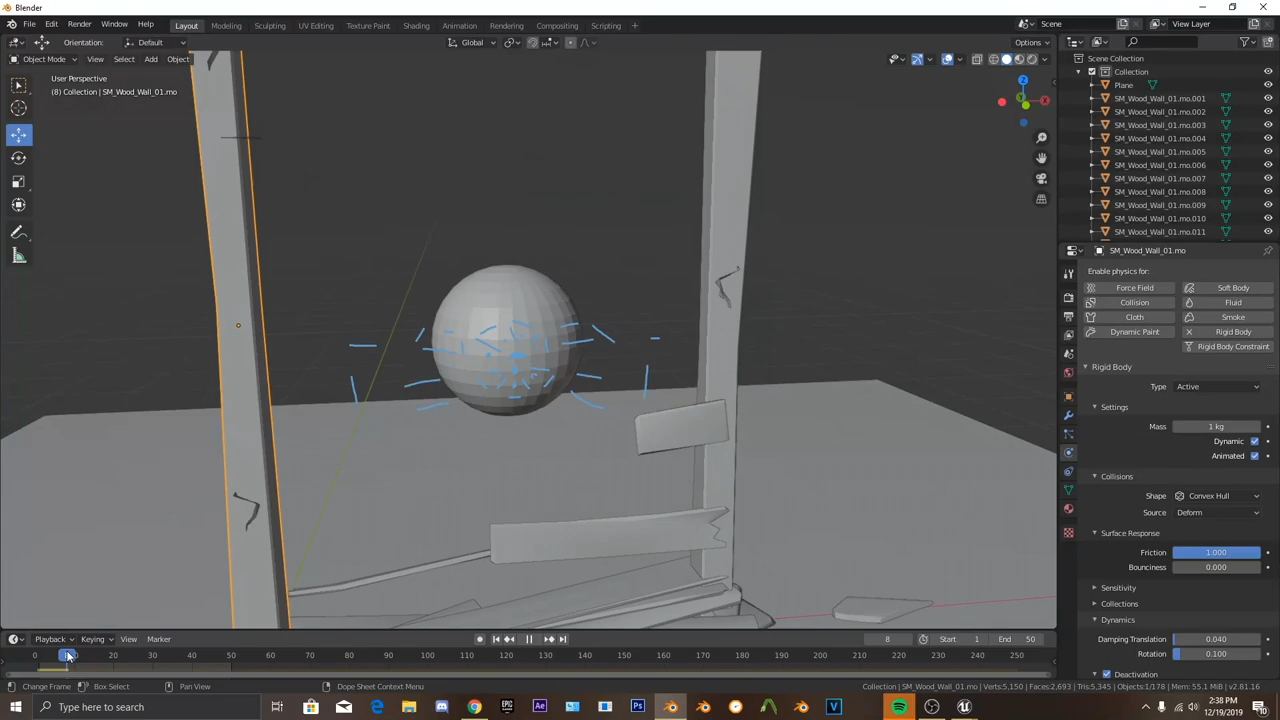 Blender
File Edit Render Window Help Layout Modeling Sculpting UV Editing Texture Paint Shading Animation Rendering Compositing Scripting + Scene View Layer
Orientation: Default Global Options
Object Mode View Select Add Object
User Perspective
(8) Collection | SM_Wood_Wall_01.mo
Z
X
Y
Scene Collection
Collection
Plane
SM_Wood_Wall_01.mo.001
SM_Wood_Wall_01.mo.002
SM_Wood_Wall_01.mo.003
SM_Wood_Wall_01.mo.004
SM_Wood_Wall_01.mo.005
SM_Wood_Wall_01.mo.006
SM_Wood_Wall_01.mo.007
SM_Wood_Wall_01.mo.008
SM_Wood_Wall_01.mo.009
SM_Wood_Wall_01.mo.010
SM_Wood_Wall_01.mo.011
SM_Wood_Wall_01.mo
Enable physics for:
Force Field Soft Body
Collision Fluid
Cloth Smoke
Dynamic Paint Rigid Body
Rigid Body Constraint
Rigid Body
Type Active
Settings
Mass 1 kg
Dynamic
Animated
Collisions
Shape Convex Hull
Source Deform
Surface Response
Friction 1.000
Bounciness 0.000
Sensitivity
Collections
Dynamics
Damping Translation 0.040
Rotation 0.100
Deactivation
Playback Keying View Marker 8 Start 1 End 50
0 20 30 40 50 60 70 80 90 100 110 120 130 140 150 160 170 180 190 200 210 220 230 240 250
Change Frame Box Select Pan View Dope Sheet Context Menu Collection | SM_Wood_Wall_01.mo | Verts:5,150 | Faces:2,693 | Tris:5,345 | Objects:1/178 | Mem: 55.1 MiB | v2.81.16
Type here to search
EPIC GAMES Ae Ps V
2:38 PM
12/19/2019